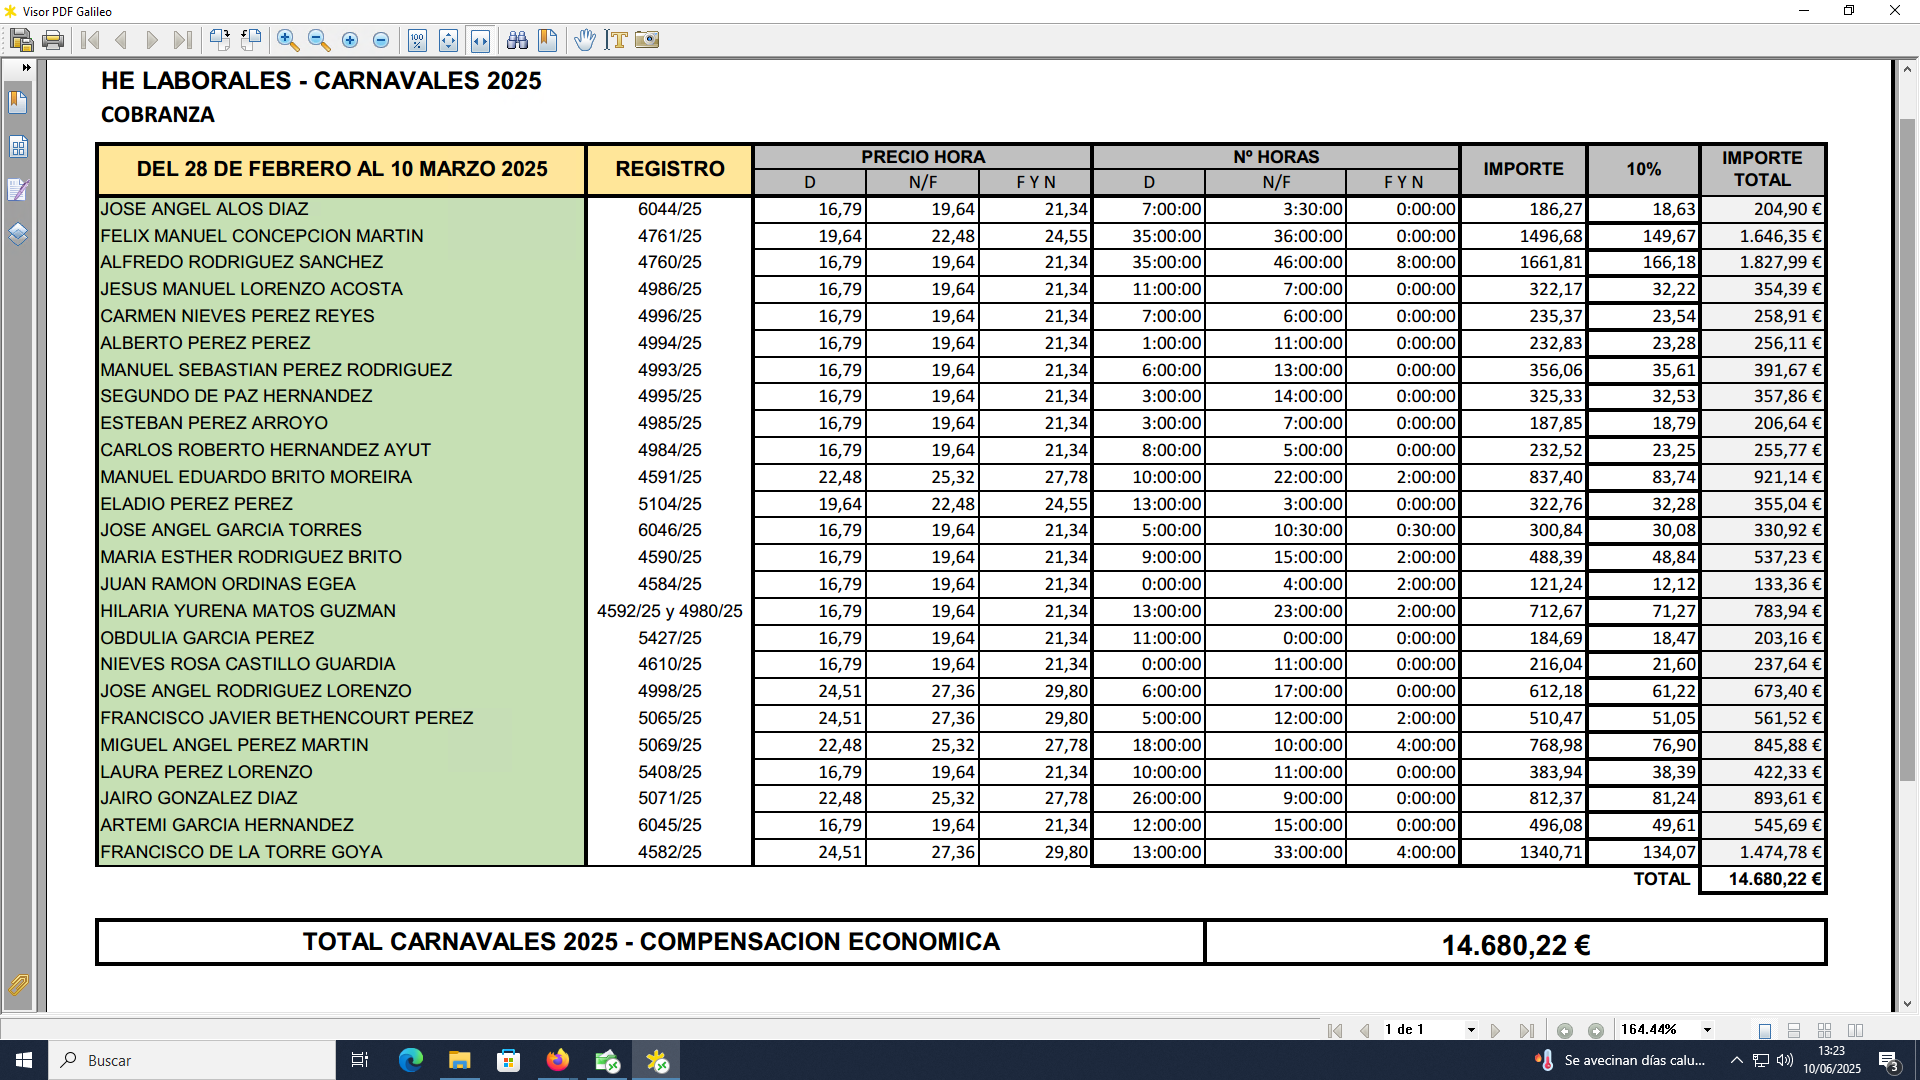 Visor PDF Galileo
HE LABORALES - CARNAVALES 2025
COBRANZA
DEL 28 DE FEBRERO AL 10 MARZO 2025 REGISTRO PRECIO HORA Nº HORAS IMPORTE 10% IMPORTE TOTAL
D N/F F Y N D N/F F Y N
JOSE ANGEL ALOS DIAZ 6044/25 16,79 19,64 21,34 7:00:00 3:30:00 0:00:00 186,27 18,63 204,90 €
FELIX MANUEL CONCEPCION MARTIN 4761/25 19,64 22,48 24,55 35:00:00 36:00:00 0:00:00 1496,68 149,67 1.646,35 €
ALFREDO RODRIGUEZ SANCHEZ 4760/25 16,79 19,64 21,34 35:00:00 46:00:00 8:00:00 1661,81 166,18 1.827,99 €
JESUS MANUEL LORENZO ACOSTA 4986/25 16,79 19,64 21,34 11:00:00 7:00:00 0:00:00 322,17 32,22 354,39 €
CARMEN NIEVES PEREZ REYES 4996/25 16,79 19,64 21,34 7:00:00 6:00:00 0:00:00 235,37 23,54 258,91 €
ALBERTO PEREZ PEREZ 4994/25 16,79 19,64 21,34 1:00:00 11:00:00 0:00:00 232,83 23,28 256,11 €
MANUEL SEBASTIAN PEREZ RODRIGUEZ 4993/25 16,79 19,64 21,34 6:00:00 13:00:00 0:00:00 356,06 35,61 391,67 €
SEGUNDO DE PAZ HERNANDEZ 4995/25 16,79 19,64 21,34 3:00:00 14:00:00 0:00:00 325,33 32,53 357,86 €
ESTEBAN PEREZ ARROYO 4985/25 16,79 19,64 21,34 3:00:00 7:00:00 0:00:00 187,85 18,79 206,64 €
CARLOS ROBERTO HERNANDEZ AYUT 4984/25 16,79 19,64 21,34 8:00:00 5:00:00 0:00:00 232,52 23,25 255,77 €
MANUEL EDUARDO BRITO MOREIRA 4591/25 22,48 25,32 27,78 10:00:00 22:00:00 2:00:00 837,40 83,74 921,14 €
ELADIO PEREZ PEREZ 5104/25 19,64 22,48 24,55 13:00:00 3:00:00 0:00:00 322,76 32,28 355,04 €
JOSE ANGEL GARCIA TORRES 6046/25 16,79 19,64 21,34 5:00:00 10:30:00 0:30:00 300,84 30,08 330,92 €
MARIA ESTHER RODRIGUEZ BRITO 4590/25 16,79 19,64 21,34 9:00:00 15:00:00 2:00:00 488,39 48,84 537,23 €
JUAN RAMON ORDINAS EGEA 4584/25 16,79 19,64 21,34 0:00:00 4:00:00 2:00:00 121,24 12,12 133,36 €
HILARIA YURENA MATOS GUZMAN 4592/25 y 4980/25 16,79 19,64 21,34 13:00:00 23:00:00 2:00:00 712,67 71,27 783,94 €
OBDULIA GARCIA PEREZ 5427/25 16,79 19,64 21,34 11:00:00 0:00:00 0:00:00 184,69 18,47 203,16 €
NIEVES ROSA CASTILLO GUARDIA 4610/25 16,79 19,64 21,34 0:00:00 11:00:00 0:00:00 216,04 21,60 237,64 €
JOSE ANGEL RODRIGUEZ LORENZO 4998/25 24,51 27,36 29,80 6:00:00 17:00:00 0:00:00 612,18 61,22 673,40 €
FRANCISCO JAVIER BETHENCOURT PEREZ 5065/25 24,51 27,36 29,80 5:00:00 12:00:00 2:00:00 510,47 51,05 561,52 €
MIGUEL ANGEL PEREZ MARTIN 5069/25 22,48 25,32 27,78 18:00:00 10:00:00 4:00:00 768,98 76,90 845,88 €
LAURA PEREZ LORENZO 5408/25 16,79 19,64 21,34 10:00:00 11:00:00 0:00:00 383,94 38,39 422,33 €
JAIRO GONZALEZ DIAZ 5071/25 22,48 25,32 27,78 26:00:00 9:00:00 0:00:00 812,37 81,24 893,61 €
ARTEMI GARCIA HERNANDEZ 6045/25 16,79 19,64 21,34 12:00:00 15:00:00 0:00:00 496,08 49,61 545,69 €
FRANCISCO DE LA TORRE GOYA 4582/25 24,51 27,36 29,80 13:00:00 33:00:00 4:00:00 1340,71 134,07 1.474,78 €
TOTAL 14.680,22 €
TOTAL CARNAVALES 2025 - COMPENSACION ECONOMICA 14.680,22 €
1 de 1 164.44%
Buscar Se avecinan días calu... 13:23
10/06/2025 3